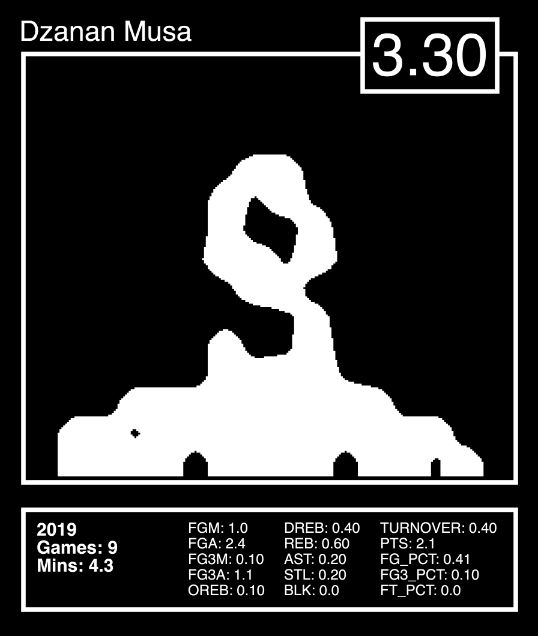 Dzanan Musa
3.30
2019
Games: 9
Mins: 4.3
FGM: 1.0
FGA: 2.4
FG3M: 0.10
FG3A: 1.1
OREB: 0.10
DREB: 0.40
REB: 0.60
AST: 0.20
STL: 0.20
BLK: 0.0
TURNOVER: 0.40
PTS: 2.1
FG_PCT: 0.41
FG3_PCT: 0.10
FT_PCT: 0.0